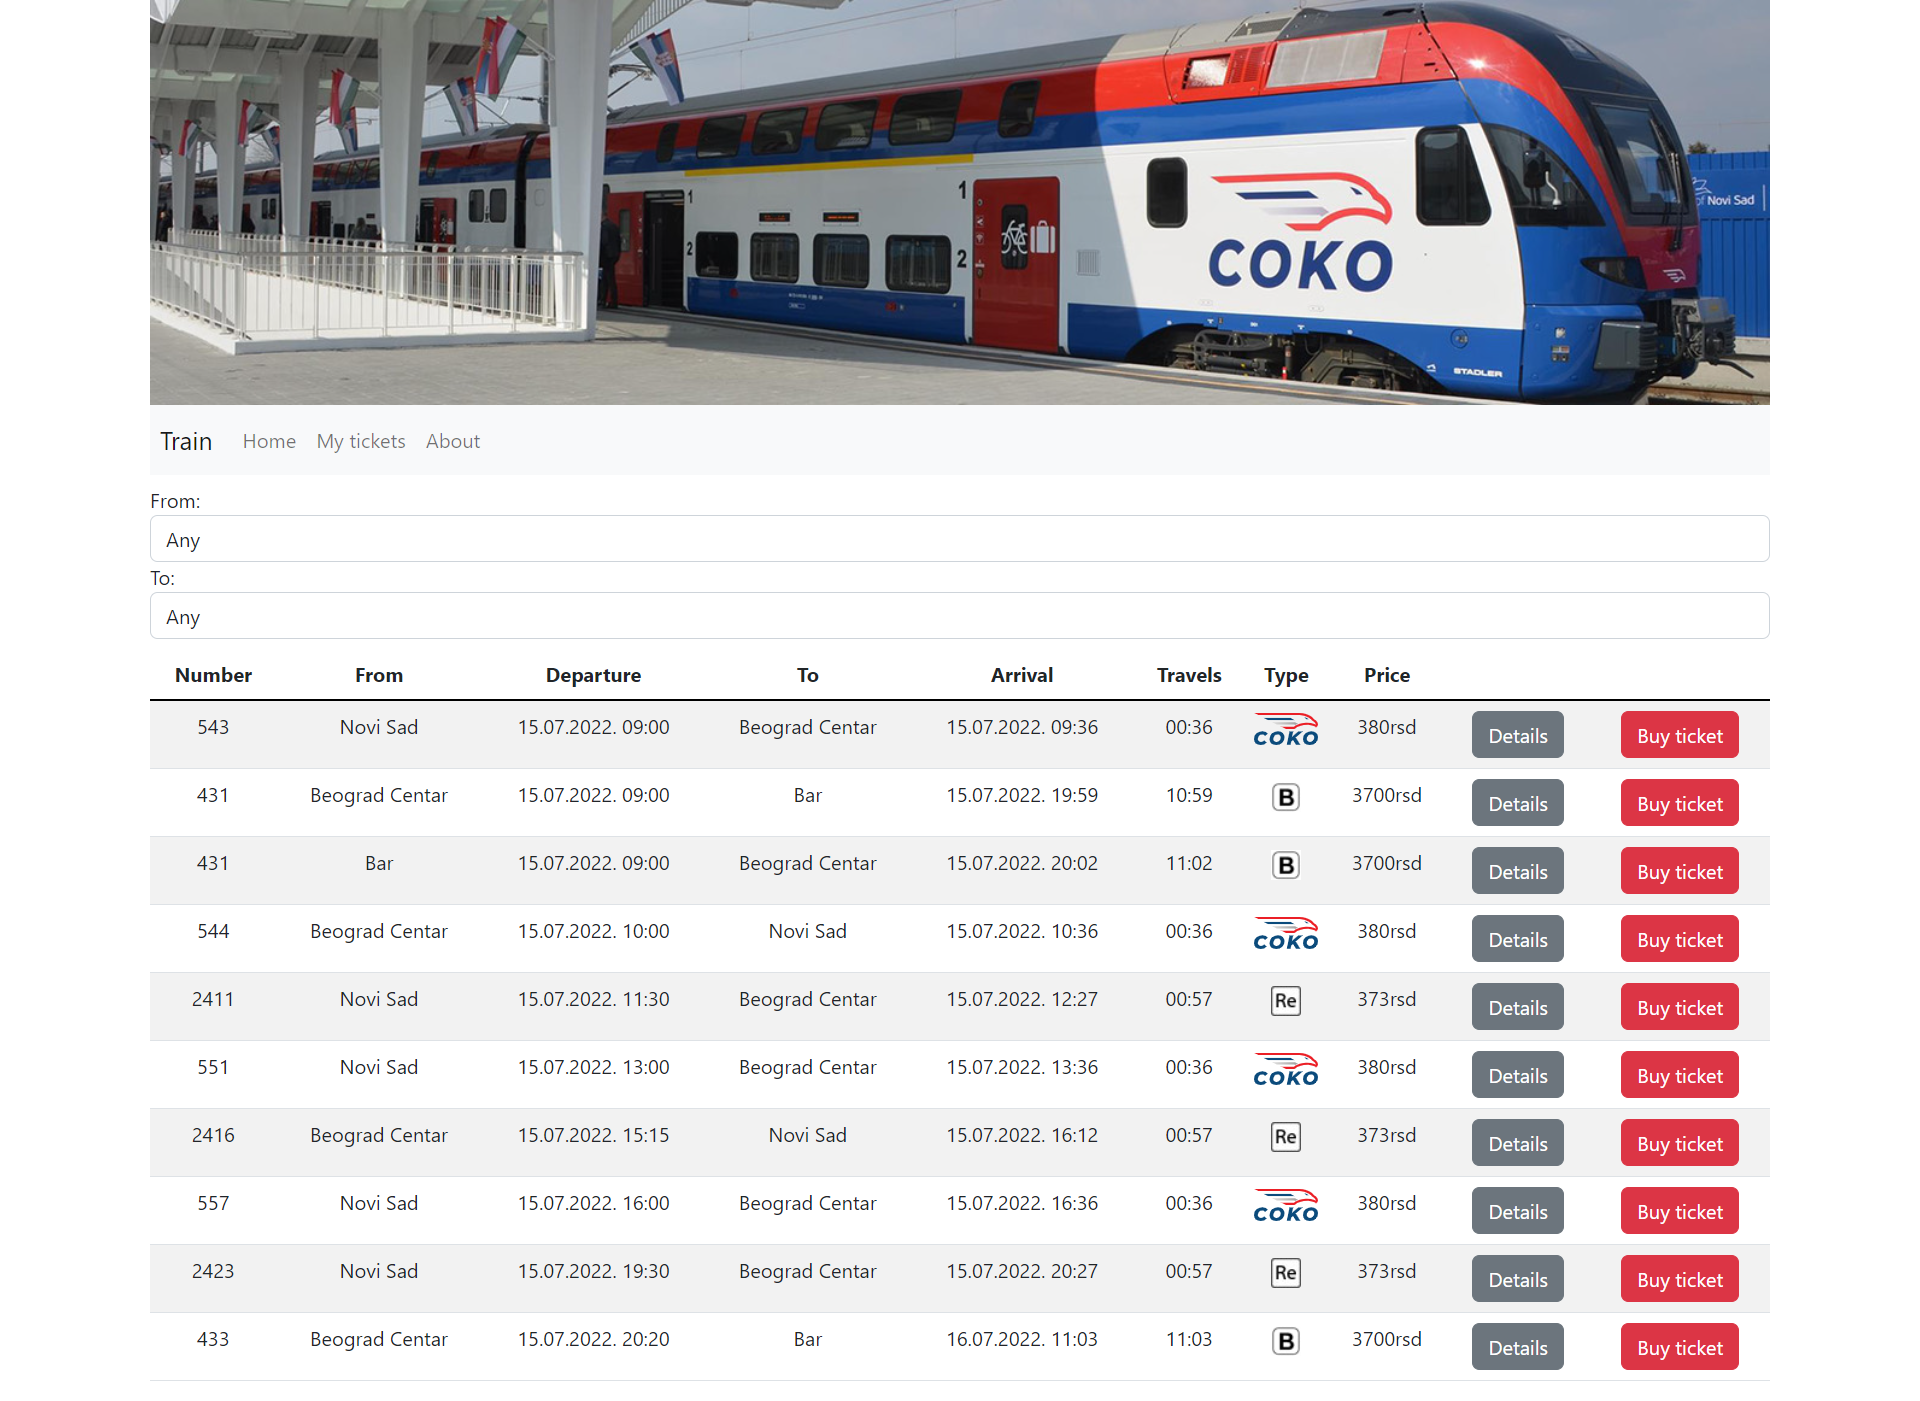 1
2
1
2
СОКО
of Novi Sad
STADLER
Train Home My tickets About
From:
Any
To:
Any
Number From Departure To Arrival Travels Type Price
543 Novi Sad 15.07.2022. 09:00 Beograd Centar 15.07.2022. 09:36 00:36 СОКО 380rsd Details Buy ticket
431 Beograd Centar 15.07.2022. 09:00 Bar 15.07.2022. 19:59 10:59 B 3700rsd Details Buy ticket
431 Bar 15.07.2022. 09:00 Beograd Centar 15.07.2022. 20:02 11:02 B 3700rsd Details Buy ticket
544 Beograd Centar 15.07.2022. 10:00 Novi Sad 15.07.2022. 10:36 00:36 СОКО 380rsd Details Buy ticket
2411 Novi Sad 15.07.2022. 11:30 Beograd Centar 15.07.2022. 12:27 00:57 Re 373rsd Details Buy ticket
551 Novi Sad 15.07.2022. 13:00 Beograd Centar 15.07.2022. 13:36 00:36 СОКО 380rsd Details Buy ticket
2416 Beograd Centar 15.07.2022. 15:15 Novi Sad 15.07.2022. 16:12 00:57 Re 373rsd Details Buy ticket
557 Novi Sad 15.07.2022. 16:00 Beograd Centar 15.07.2022. 16:36 00:36 СОКО 380rsd Details Buy ticket
2423 Novi Sad 15.07.2022. 19:30 Beograd Centar 15.07.2022. 20:27 00:57 Re 373rsd Details Buy ticket
433 Beograd Centar 15.07.2022. 20:20 Bar 16.07.2022. 11:03 11:03 B 3700rsd Details Buy ticket